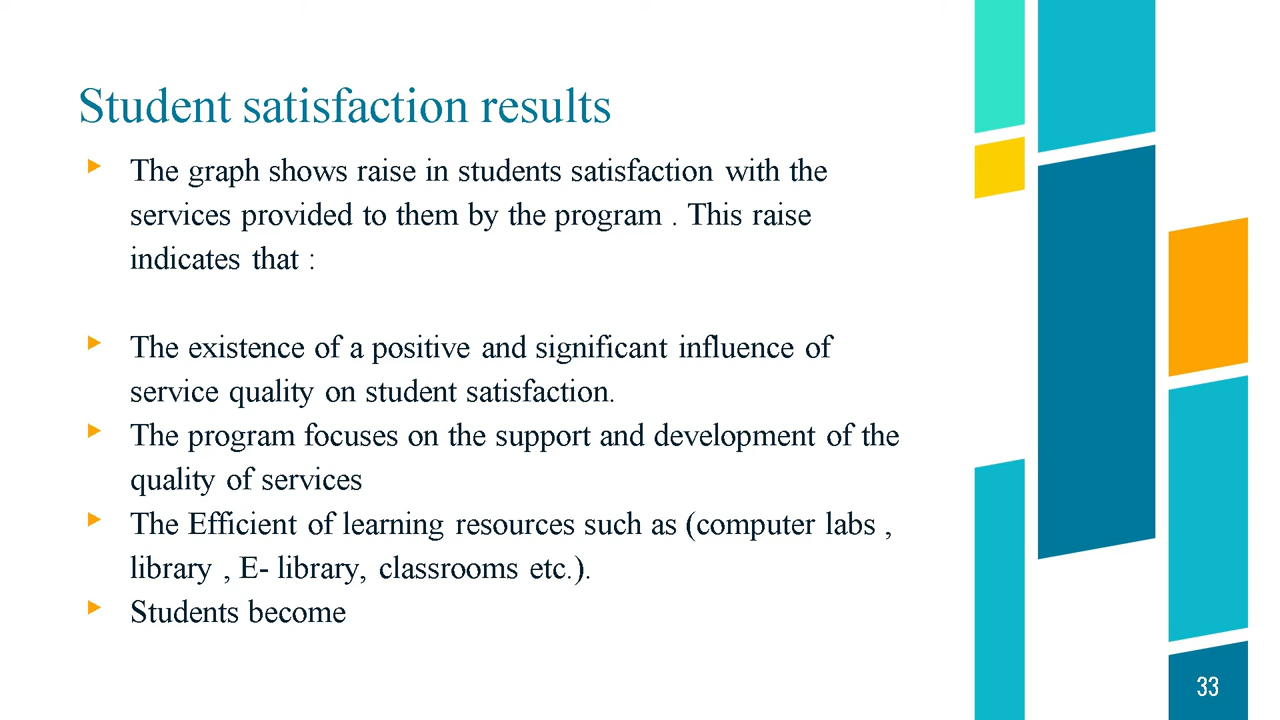 Student satisfaction results
The graph shows raise in students satisfaction with the
services provided to them by the program . This raise
indicates that :
The existence of a positive and significant influence of
service quality on student satisfaction.
The program focuses on the support and development of the
quality of services
The Efficient of learning resources such as (computer labs ,
library , E- library, classrooms etc.).
Students become
33